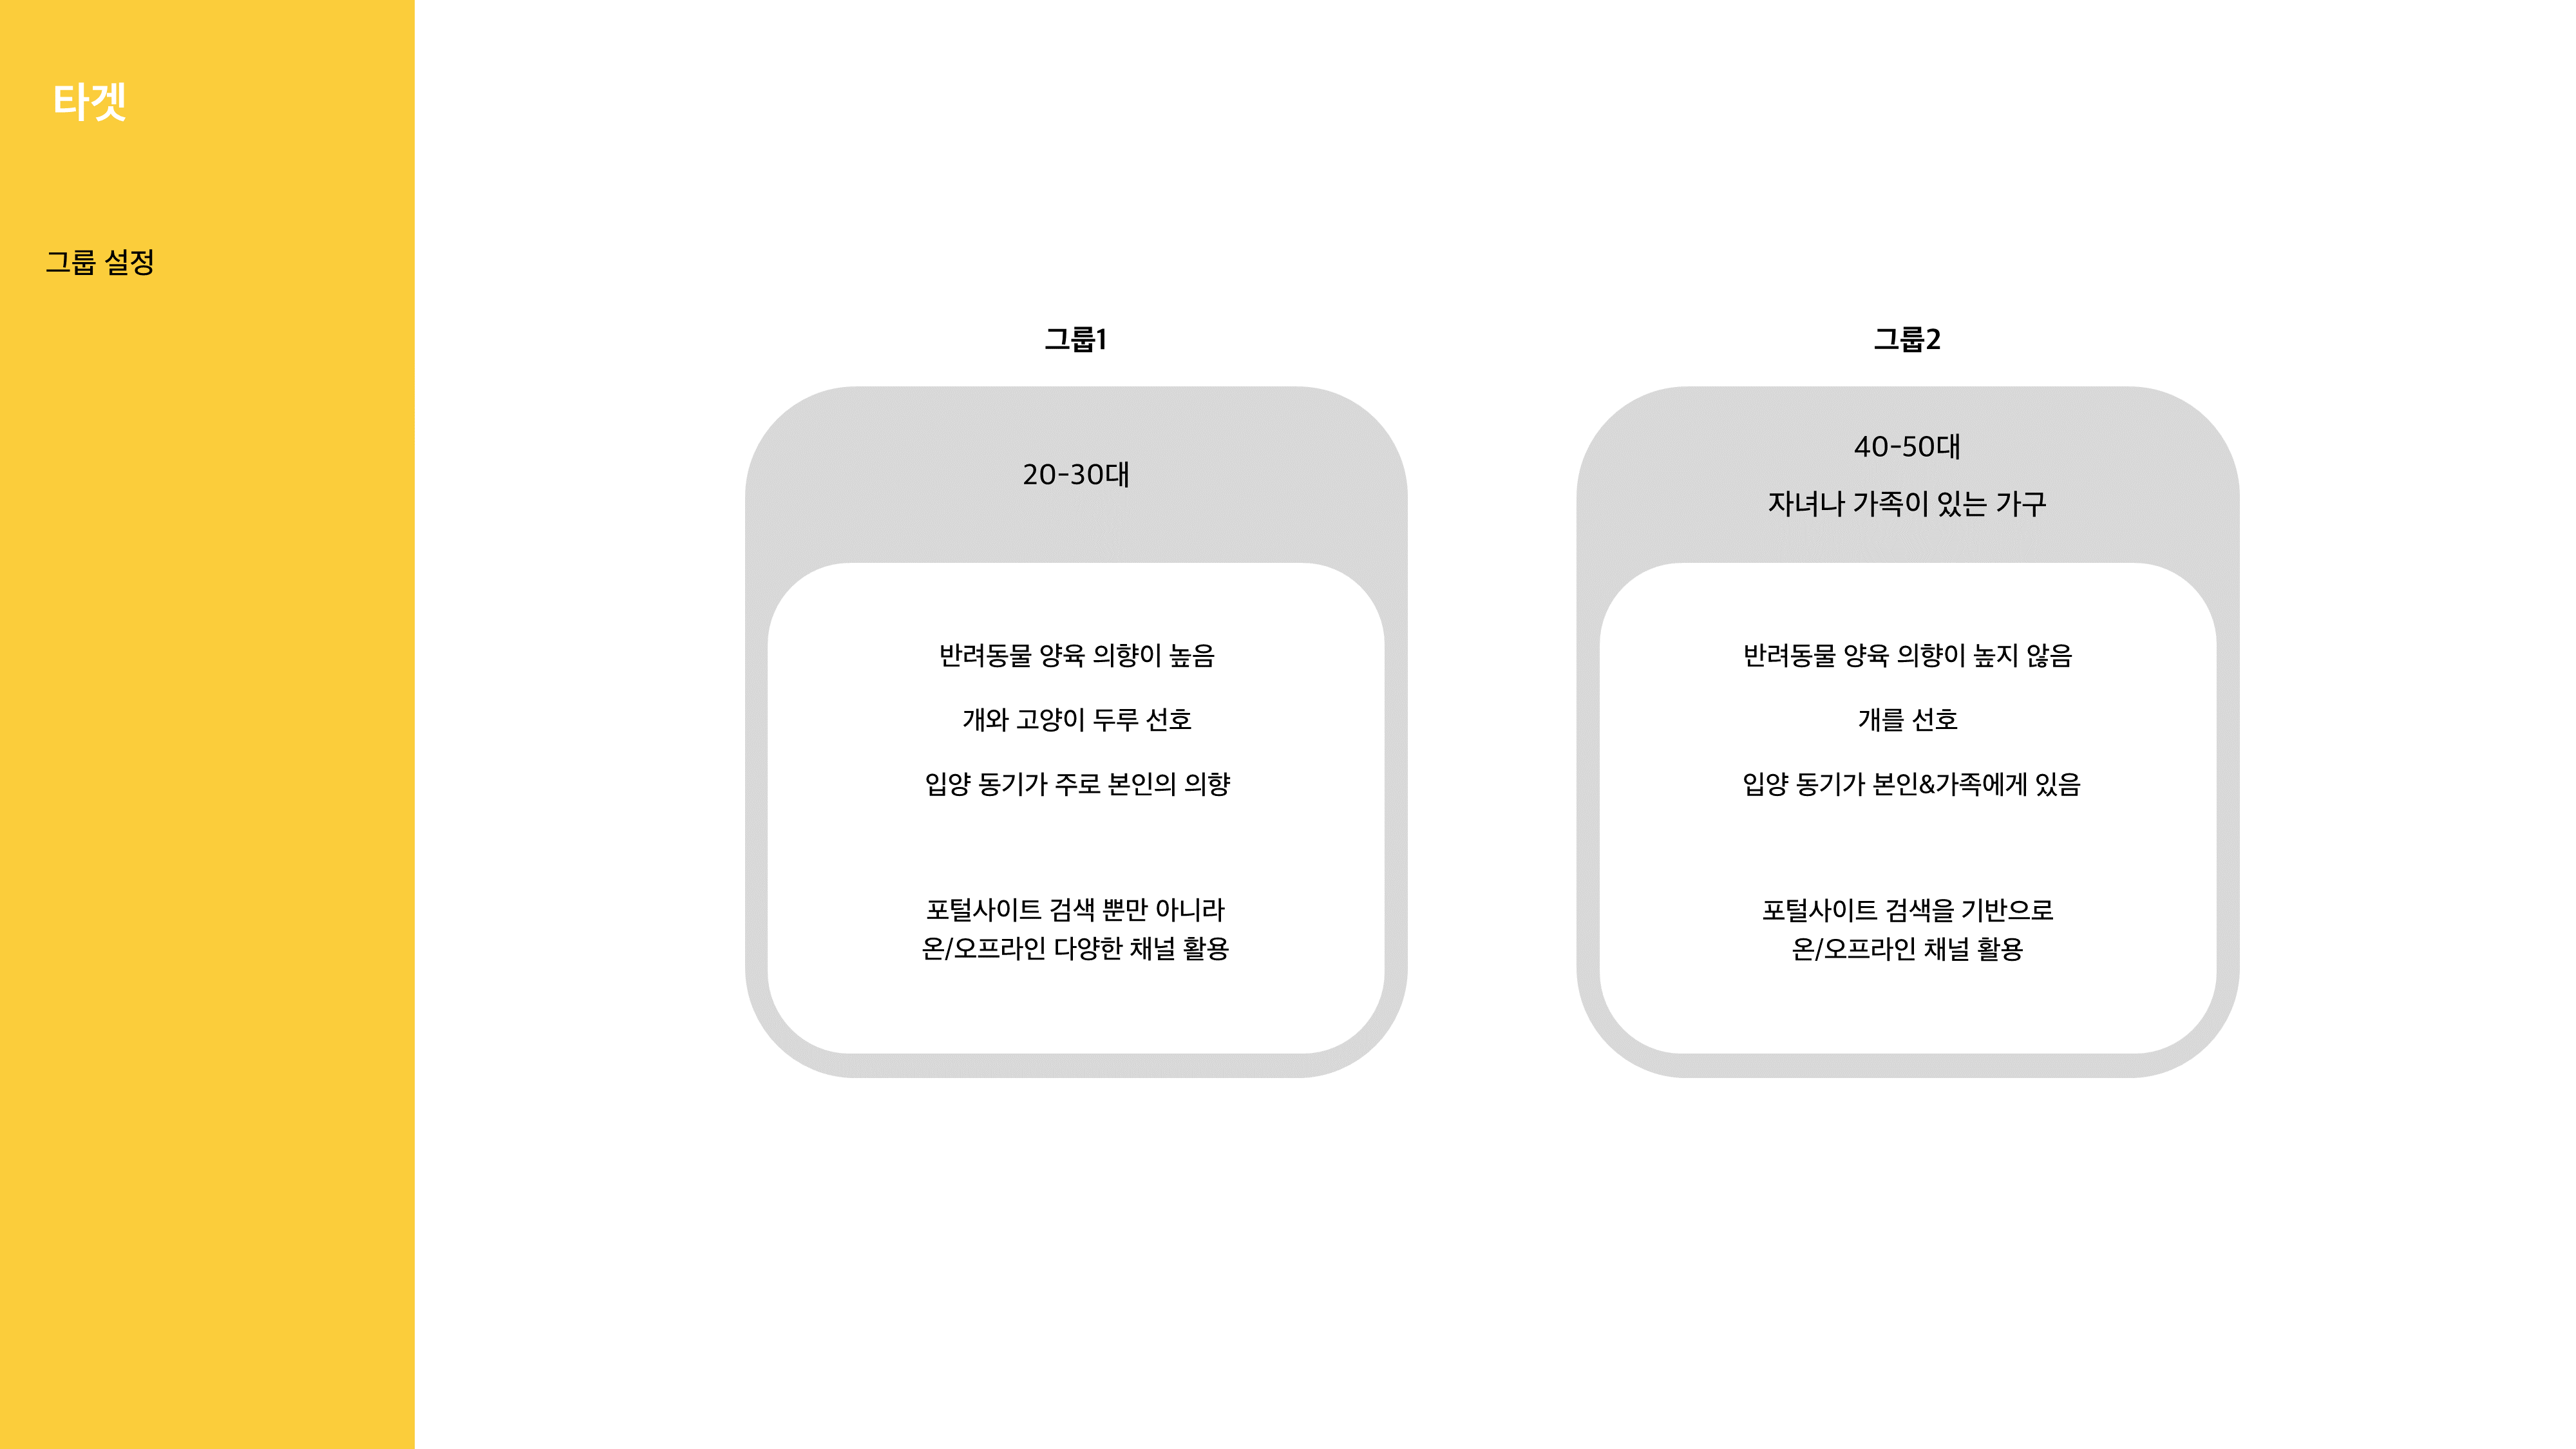 타겟
그룹 설정
그룹1
20-30대
반려동물 양육 의향이 높음
개와 고양이 두루 선호
입양 동기가 주로 본인의 의향
포털사이트 검색 뿐만 아니라
온/오프라인 다양한 채널 활용
그룹2
40-50대
자녀나 가족이 있는 가구
반려동물 양육 의향이 높지 않음
개를 선호
입양 동기가 본인&가족에게 있음
포털사이트 검색을 기반으로
온/오프라인 채널 활용